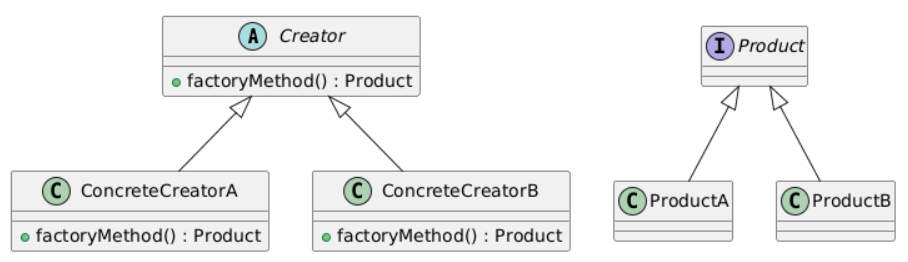 A Creator
+ factoryMethod() : Product
I Product
C ConcreteCreatorA
+ factoryMethod() : Product
C ConcreteCreatorB
+ factoryMethod() : Product
C ProductA
C ProductB